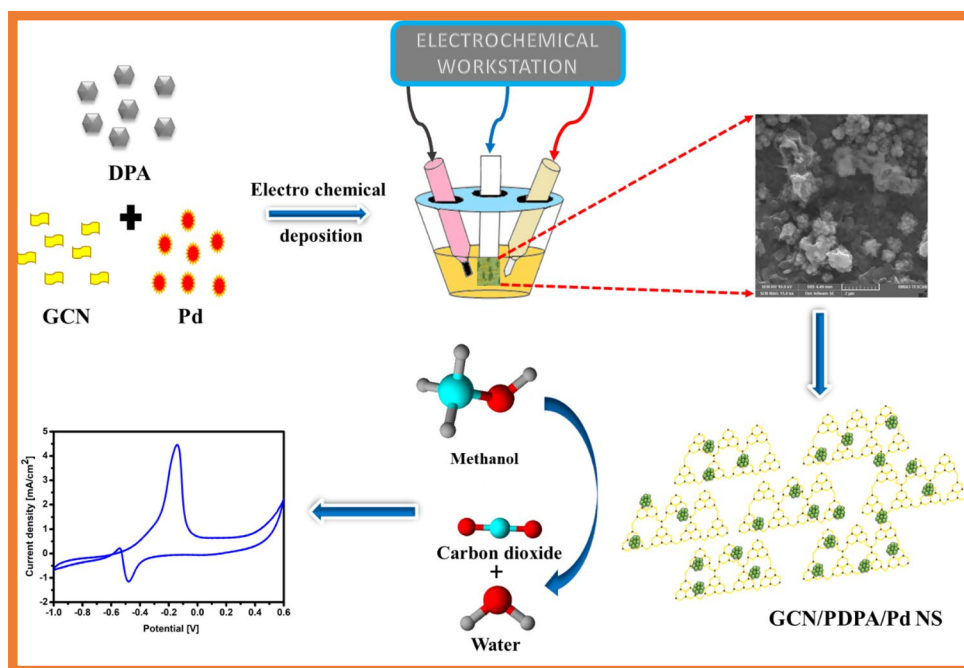 ELECTROCHEMICAL
WORKSTATION
DPA
Electro chemical
deposition
GCN
Pd
2 µm
Methanol
Carbon dioxide
+
Water
GCN/PDPA/Pd NS
Current density [mA/cm²]
5
4
3
2
1
0
-1
-2
-1.0 -0.8 -0.6 -0.4 -0.2 0.0 0.2 0.4 0.6
Potential [V]